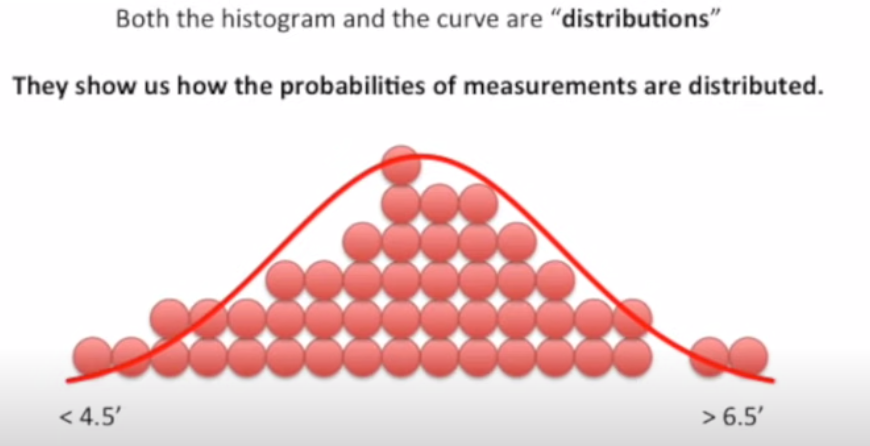 Both the histogram and the curve are “distributions”
They show us how the probabilities of measurements are distributed.
< 4.5′
> 6.5′